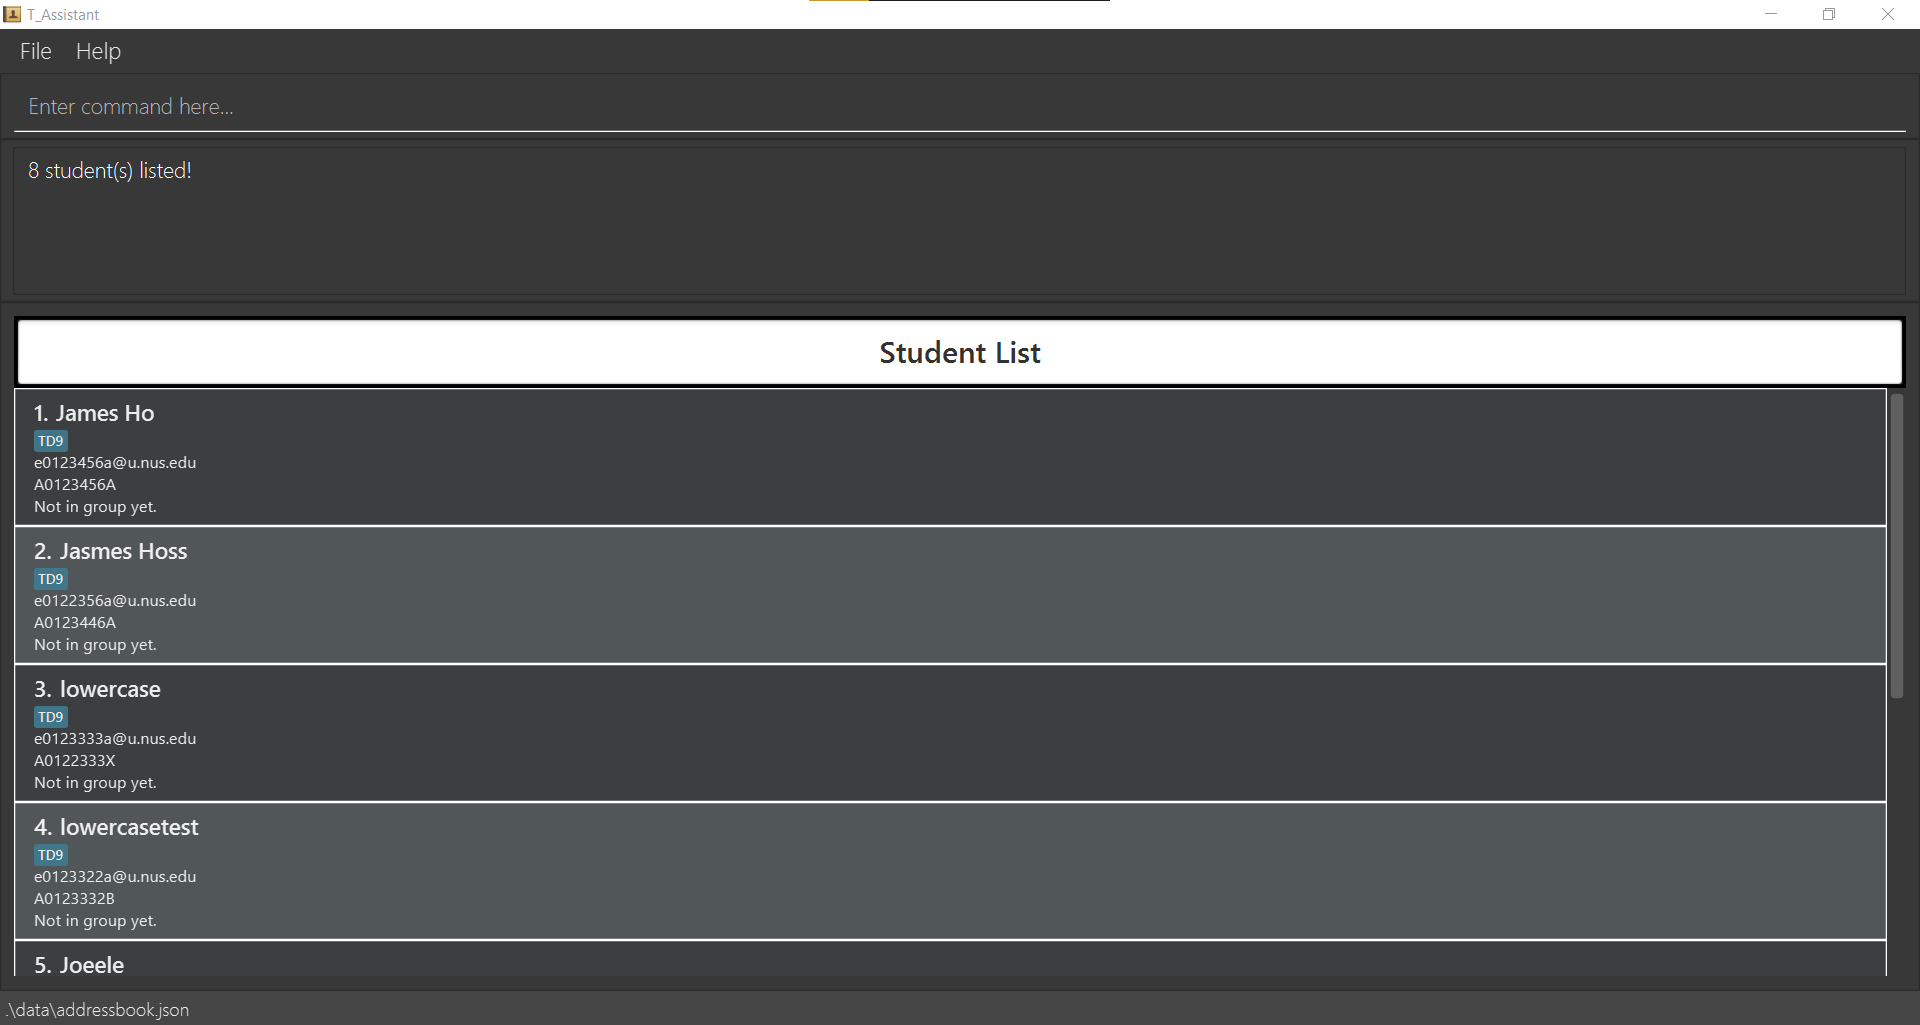 T_Assistant
File Help
Enter command here...
8 student(s) listed!
Student List
1. James Ho
TD9
e0123456a@u.nus.edu
A0123456A
Not in group yet.
2. Jasmes Hoss
TD9
e0122356a@u.nus.edu
A0123446A
Not in group yet.
3. lowercase
TD9
e0123333a@u.nus.edu
A0122333X
Not in group yet.
4. lowercasetest
TD9
e0123322a@u.nus.edu
A0123332B
Not in group yet.
5. Joeele
.\data\addressbook.json